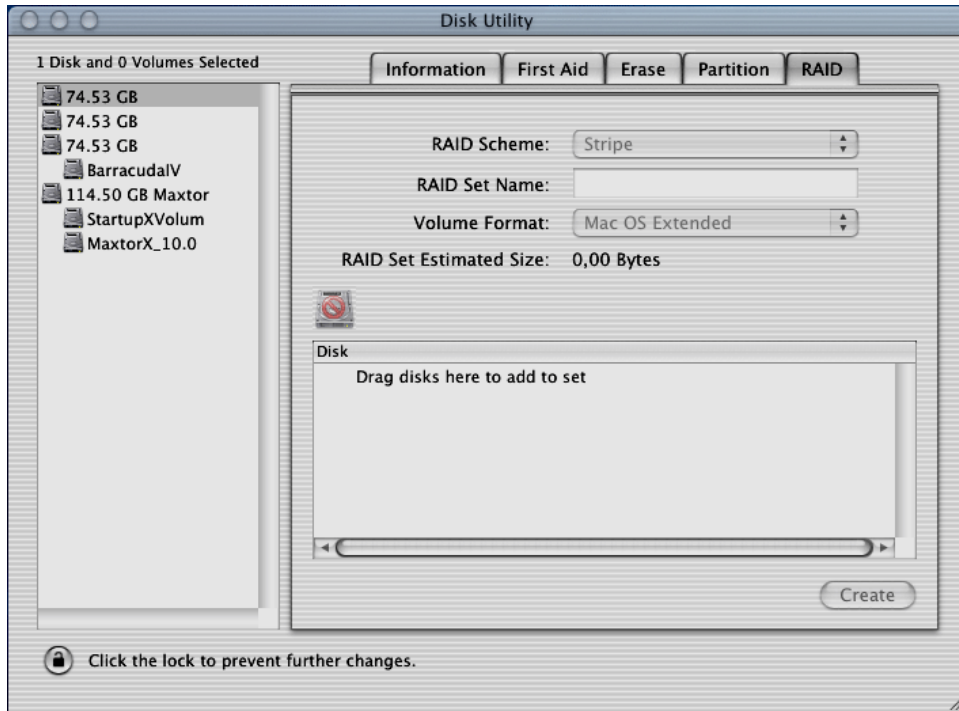 Disk Utility
1 Disk and 0 Volumes Selected
74.53 GB
74.53 GB
74.53 GB
BarracudaIV
114.50 GB Maxtor
StartupXVolum
MaxtorX_10.0
Information
First Aid
Erase
Partition
RAID
RAID Scheme: Stripe
RAID Set Name:
Volume Format: Mac OS Extended
RAID Set Estimated Size: 0,00 Bytes
Disk
Drag disks here to add to set
Create
Click the lock to prevent further changes.